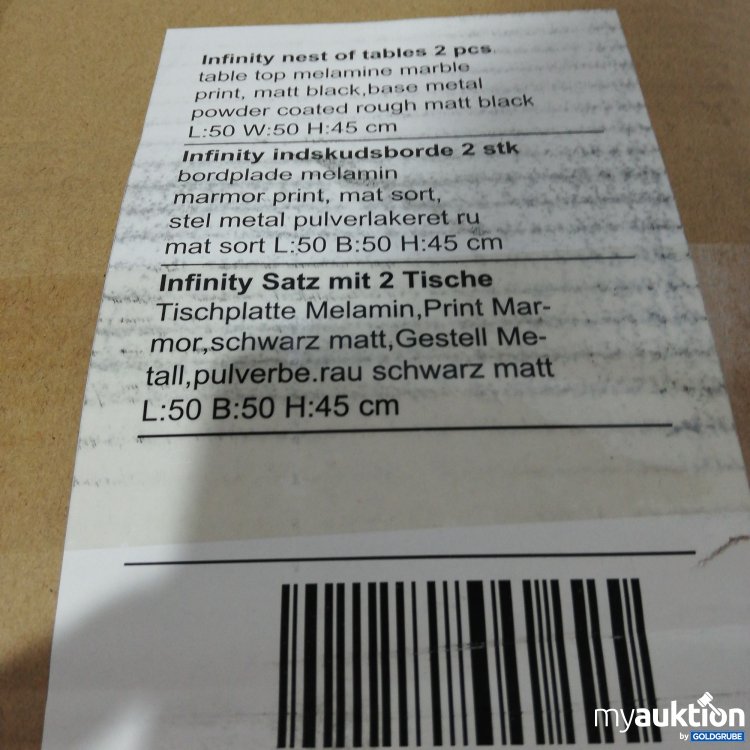 Infinity nest of tables 2 pcs
table top melamine marble
print, matt black,base metal
powder coated rough matt black
L:50 W:50 H:45 cm
Infinity indskudsborde 2 stk
bordplade melamin
marmor print, mat sort,
stel metal pulverlakeret ru
mat sort L:50 B:50 H:45 cm
Infinity Satz mit 2 Tische
Tischplatte Melamin,Print Mar-
mor,schwarz matt,Gestell Me-
tall,pulverbe.rau schwarz matt
L:50 B:50 H:45 cm
myauktion
by GOLDGRUBE